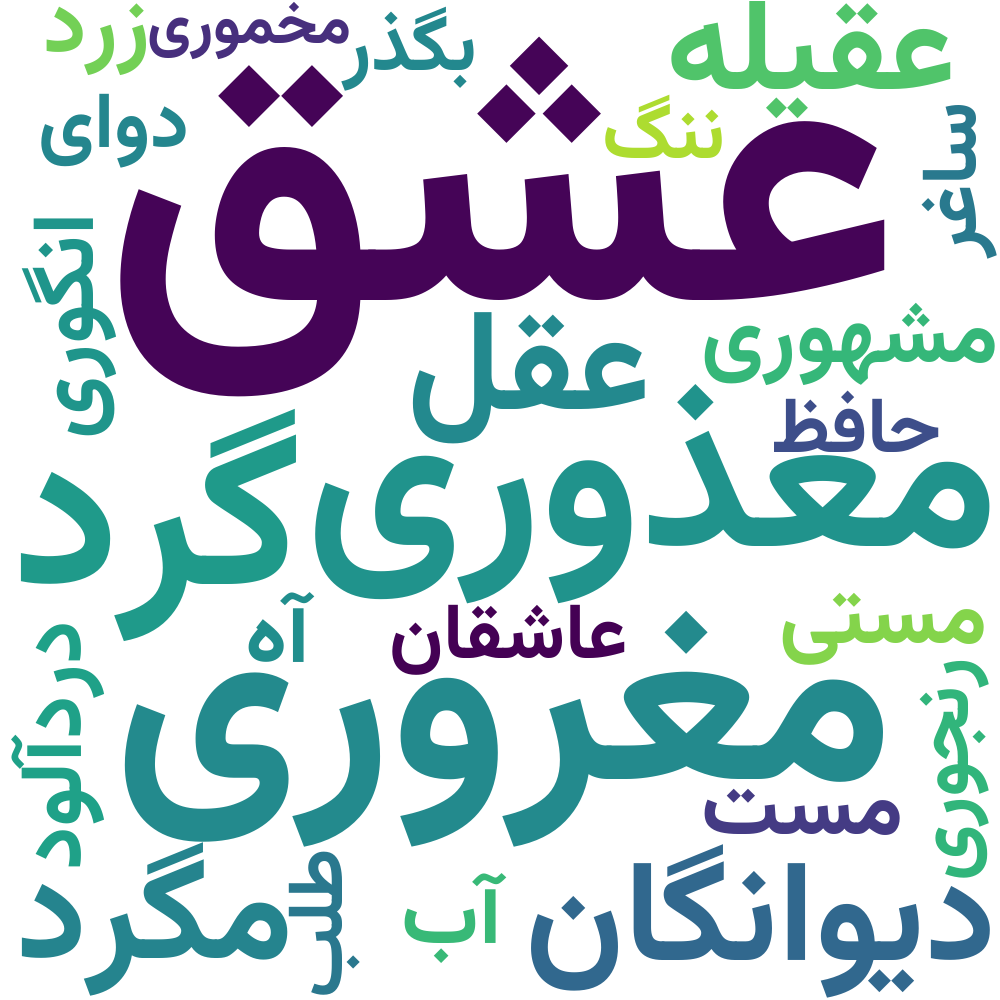 زرد
مخموری
بگذر
عقیله
دوای
عشق
ننگ
ساغر
انگوری
عقل
مشهوری
حافظ
گرد
معذوری
آه
عاشقان
مستی
دردآلود
مغروری
رنجوری
مست
مگرد
طلب
آب
دیوانگان